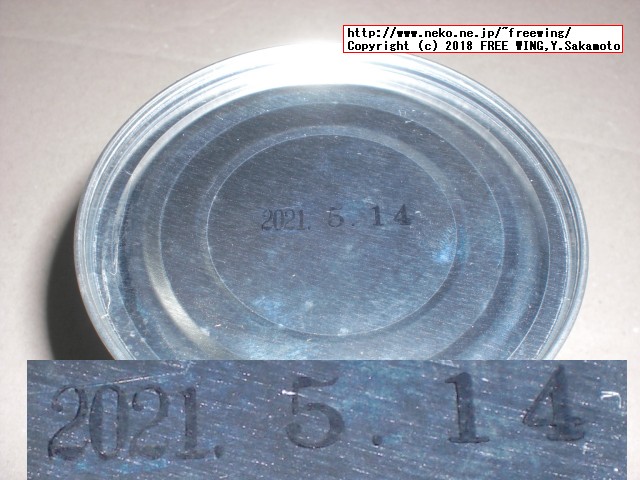 http://www.neko.ne.jp/~freewing/
Copyright (c) 2018 FREE WING,Y.Sakamoto
2021. 5. 14
2021. 5. 14